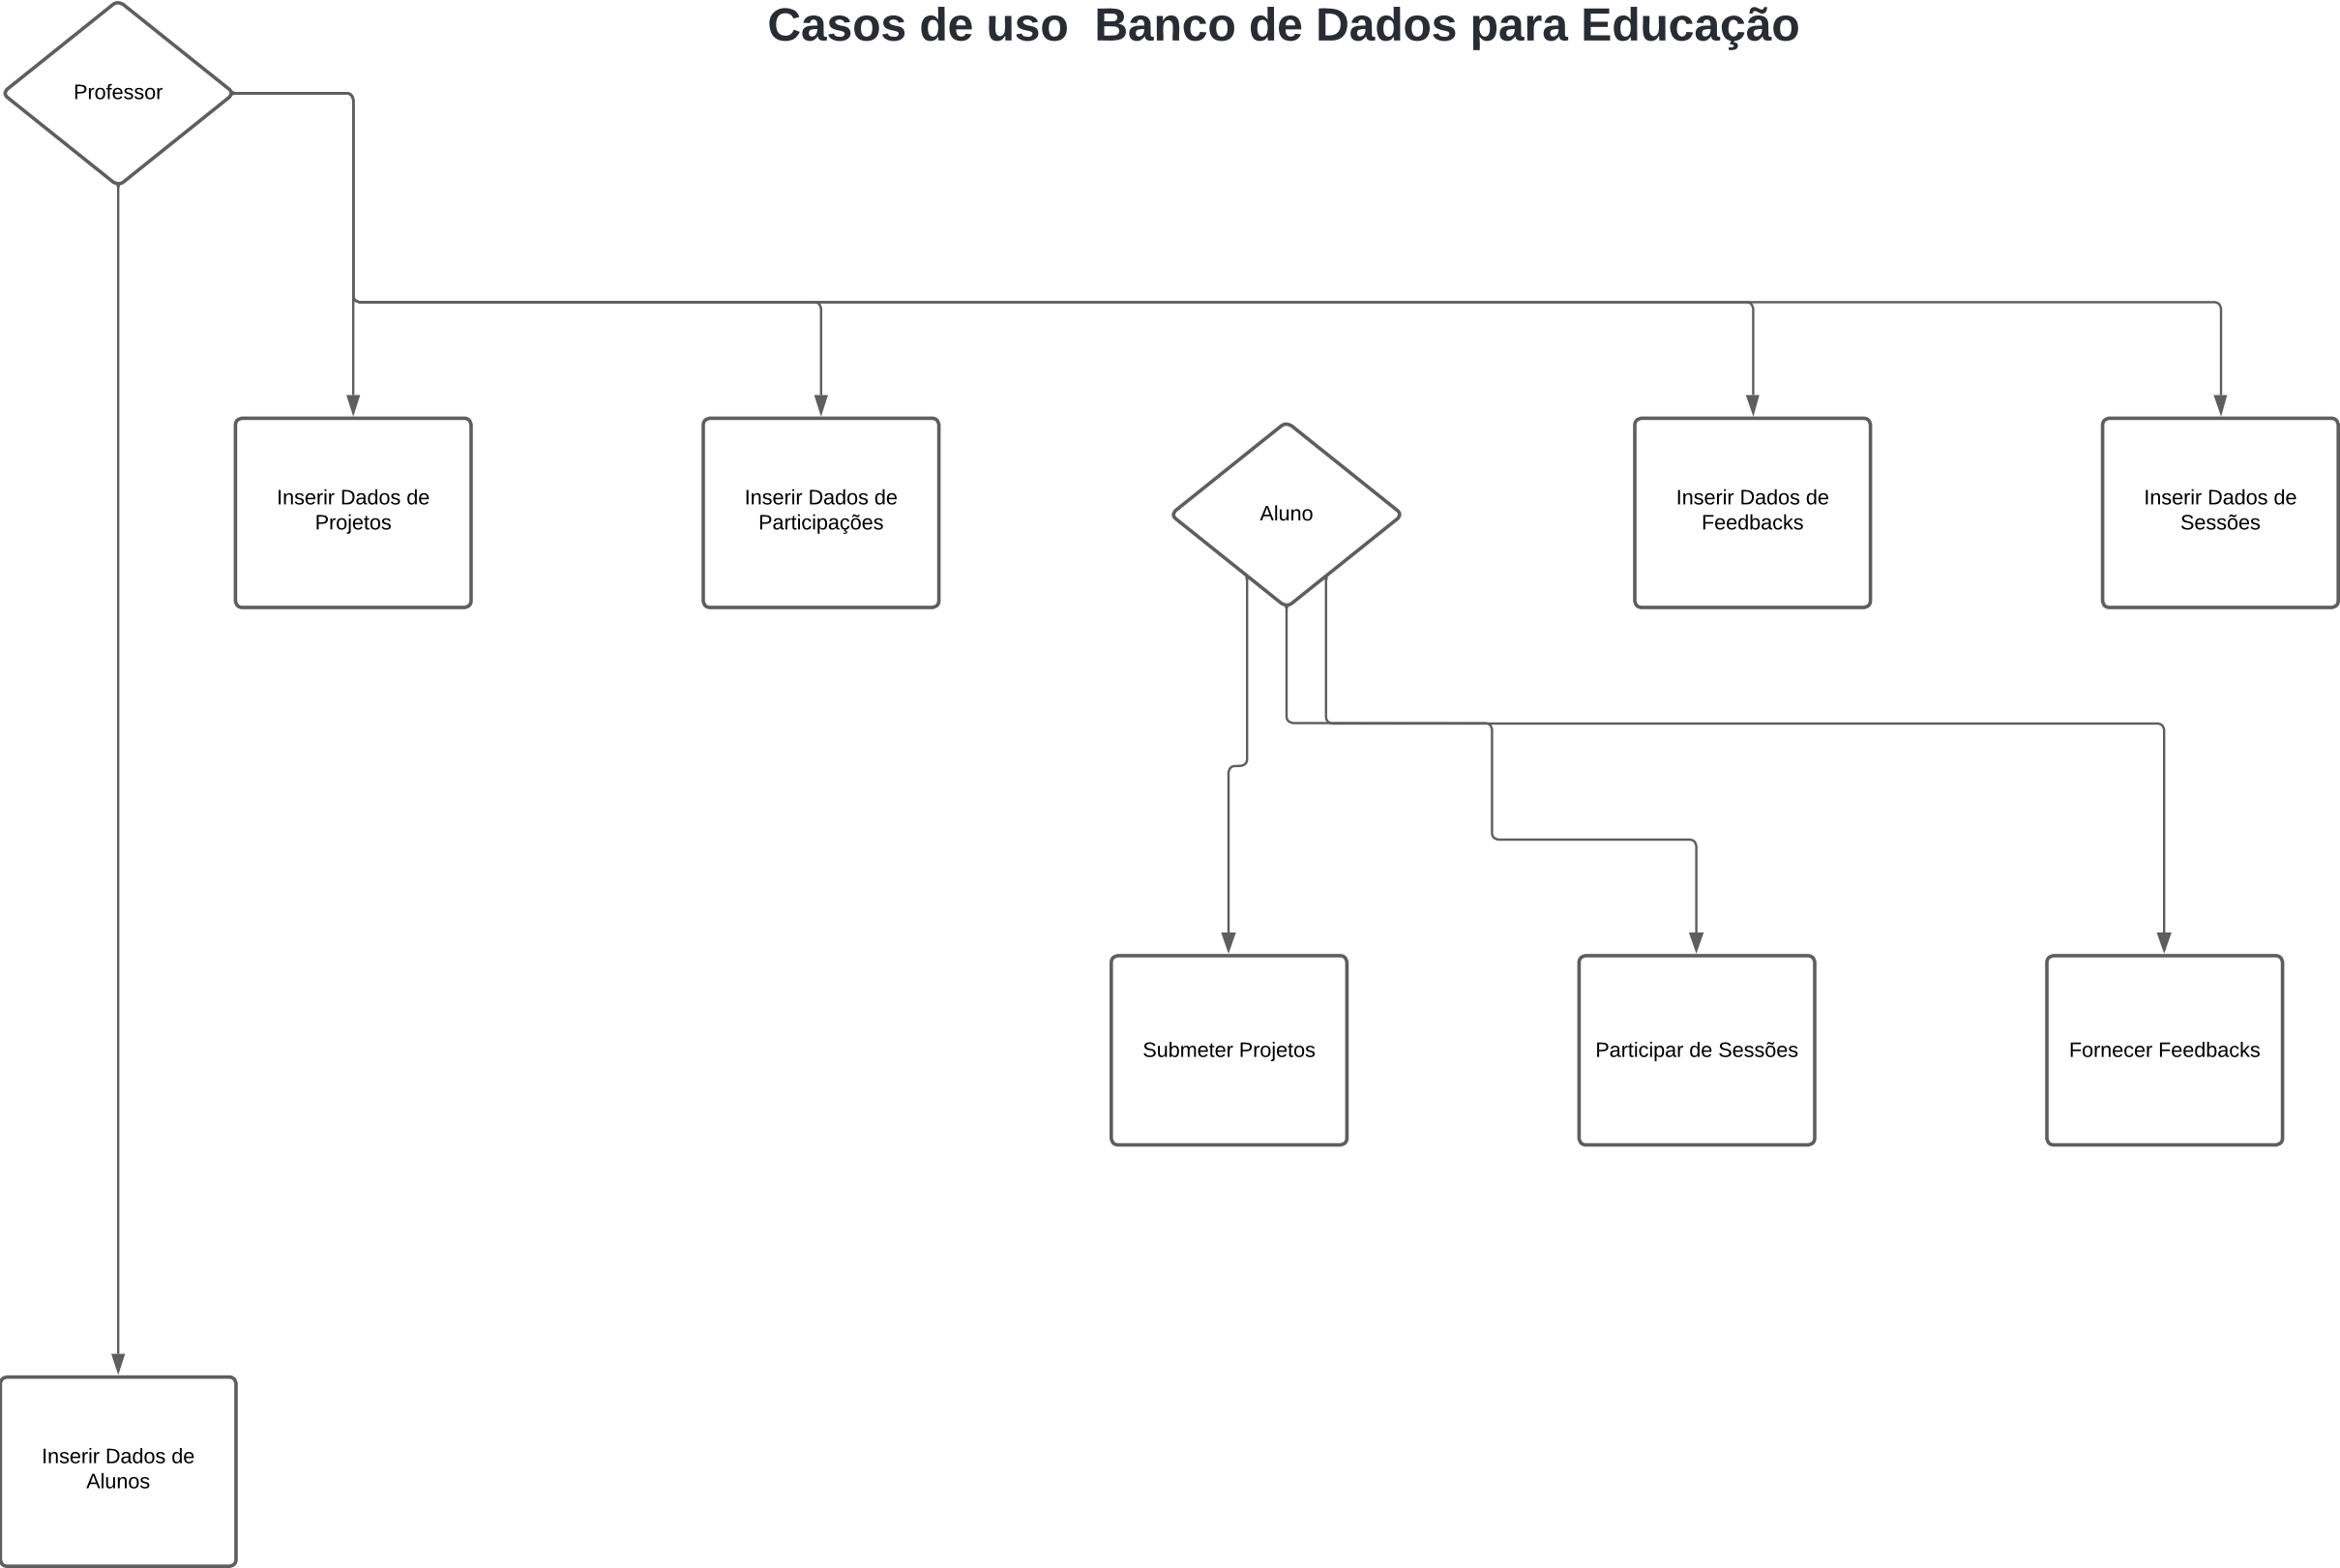 Casos de uso  Banco de Dados para Educação
Professor
Inserir Dados de
Projetos
Inserir Dados de
Participações
Aluno
Inserir Dados de
Feedbacks
Inserir Dados de
Sessões
Submeter Projetos
Participar de Sessões
Fornecer Feedbacks
Inserir Dados de
Alunos